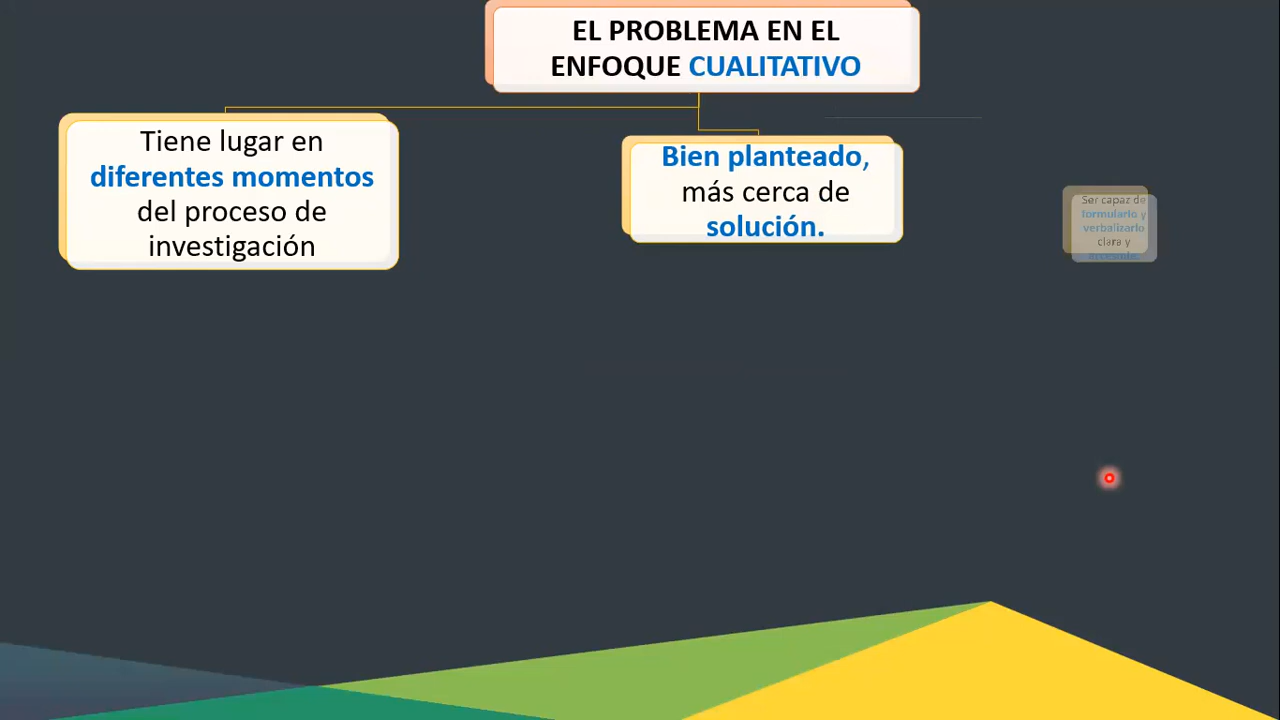 EL PROBLEMA EN EL
ENFOQUE CUALITATIVO
Tiene lugar en
diferentes momentos
del proceso de
investigación
Bien planteado,
más cerca de
solución.
Ser capaz de
formularlo y
verbalizarlo
clara y